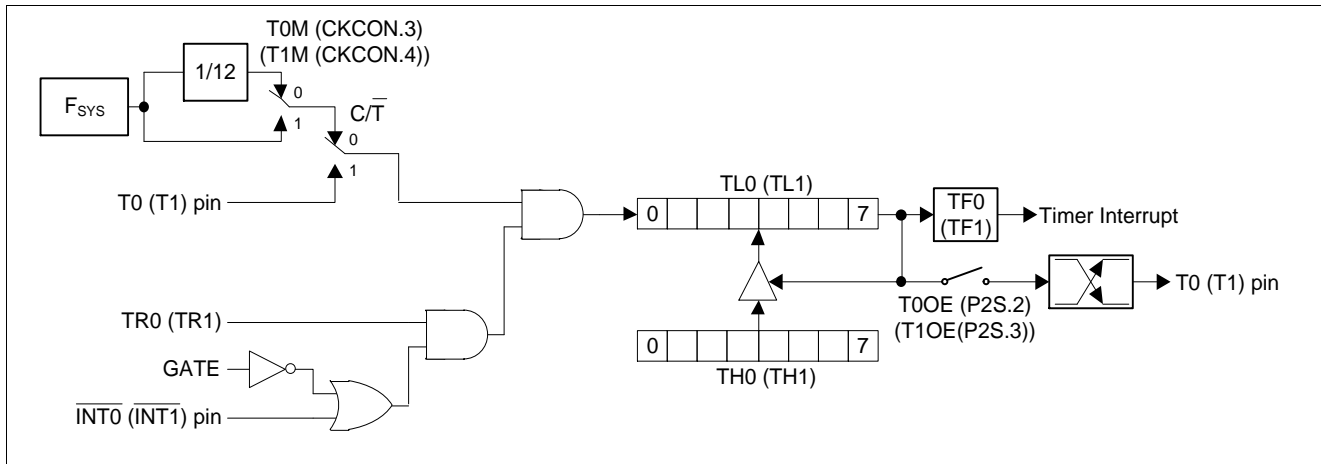 T0M (CKCON.3)
(T1M (CKCON.4))
1/12
FSYS
0
1
C/T̅
0
1
T0 (T1) pin
TL0 (TL1)
0
7
TF0
(TF1)
Timer Interrupt
T0OE (P2S.2)
(T1OE(P2S.3))
T0 (T1) pin
TR0 (TR1)
0
7
TH0 (TH1)
GATE
I̅N̅T̅0̅ (I̅N̅T̅1̅) pin